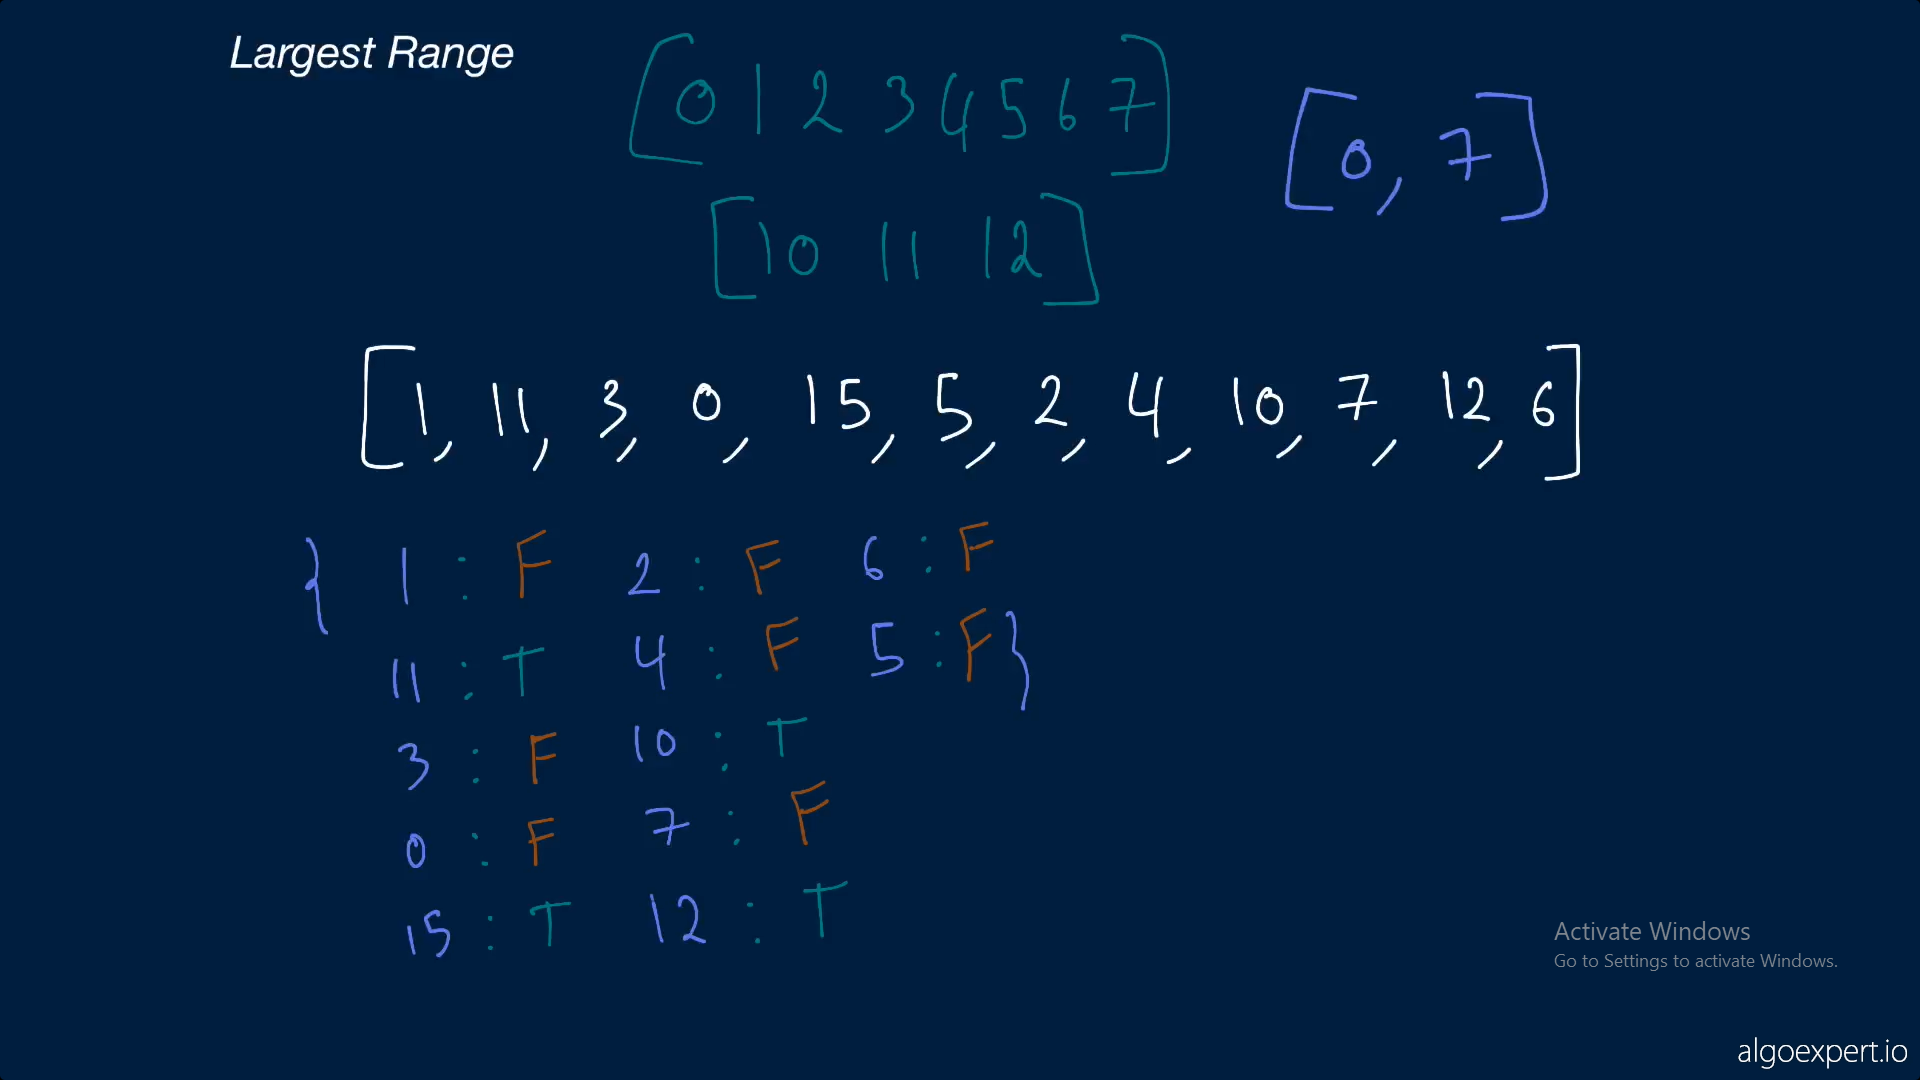 Largest Range
[0 1 2 3 4 5 6 7]
[0, 7]
[10 11 12]
[1, 11, 3, 0, 15, 5, 2, 4, 10, 7, 12, 6]
{ 1 : F 2 : F 6 : F
11 : T 4 : F 5 : F }
3 : F 10 : T
0 : F 7 : F
15 : T 12 : T
Activate Windows
Go to Settings to activate Windows.
algoexpert.io